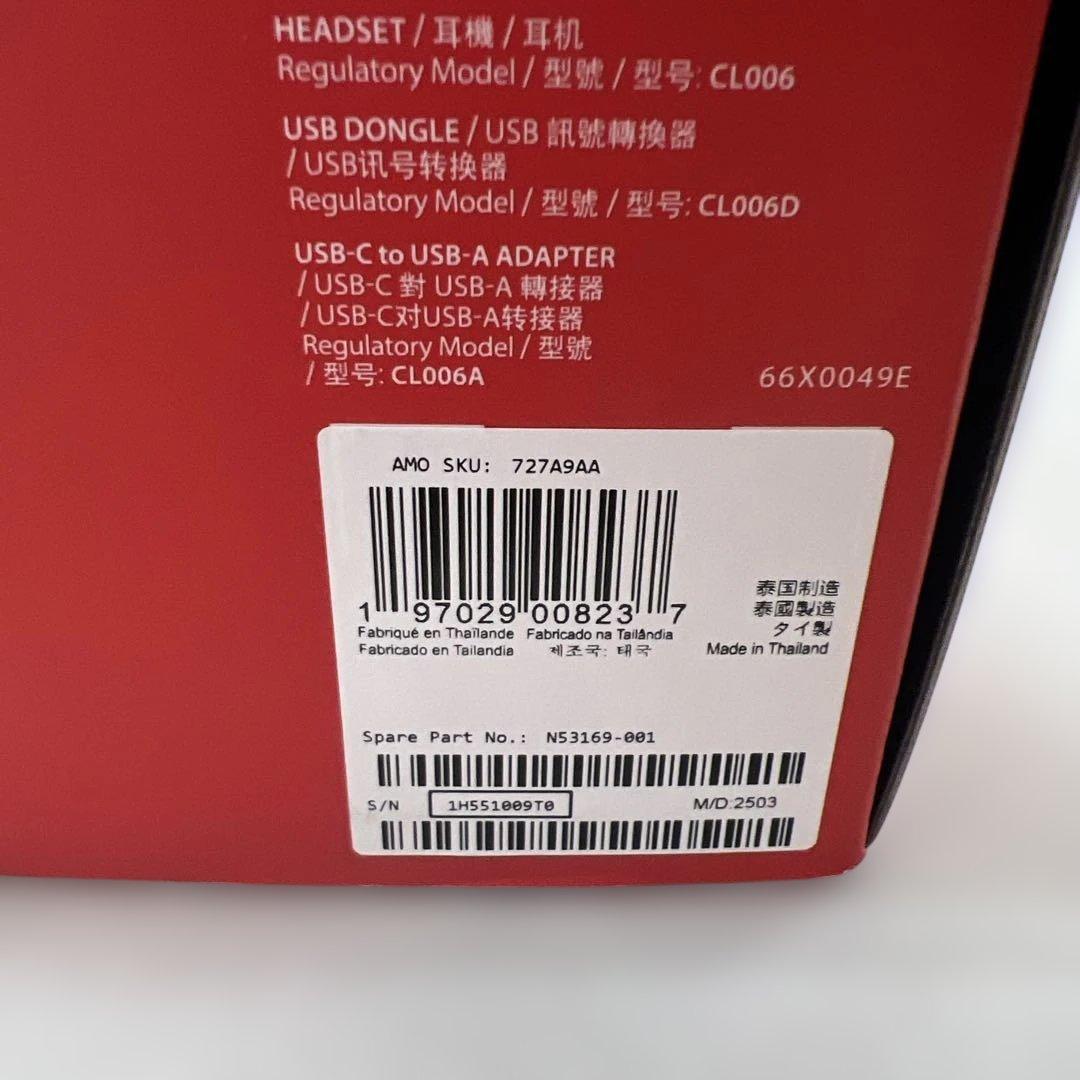 HEADSET / 耳機 / 耳机
Regulatory Model / 型號 / 型号: CL006
USB DONGLE / USB 訊號轉換器
/ USB讯号转换器
Regulatory Model / 型號 / 型号: CL006D
USB-C to USB-A ADAPTER
/ USB-C 對 USB-A 轉接器
/ USB-C对USB-A转接器
Regulatory Model / 型號
/ 型号: CL006A
66X0049E
AMO SKU: 727A9AA
1 97029 00823 7
Fabriqué en Thaïlande Fabricado na Tailândia
Fabricado en Tailandia 제조국: 태국
泰国制造
泰國製造
タイ製
Made in Thailand
Spare Part No.: N53169-001
S/N 1H551009T0 M/D:2503